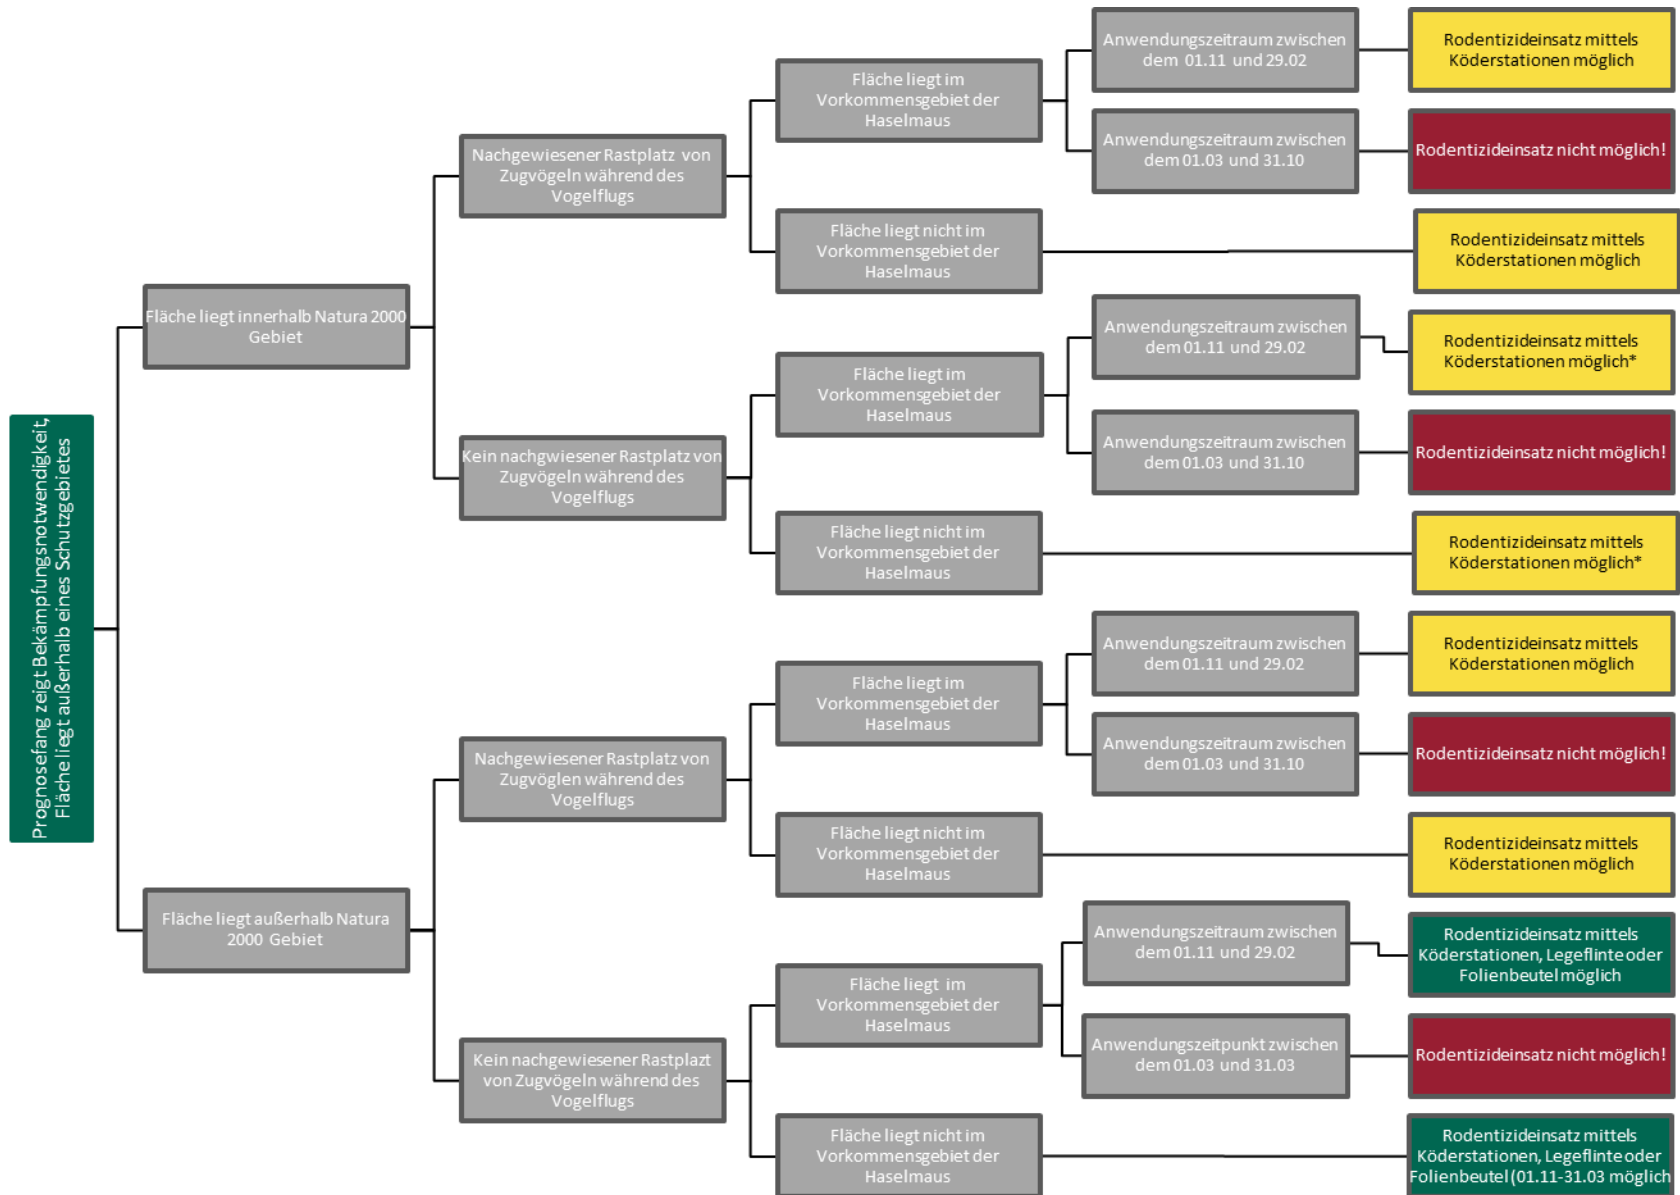 Prognosefang zeigt Bekämpfungsnotwendigkeit,
Fläche liegt außerhalb eines Schutzgebietes
Fläche liegt innerhalb Natura 2000
Gebiet
Nachgewiesener Rastplatz von
Zugvögeln während des
Vogelflugs
Fläche liegt im
Vorkommensgebiet der
Haselmaus
Anwendungszeitraum zwischen
dem 01.11 und 29.02
Rodentizideinsatz mittels
Köderstationen möglich
Anwendungszeitraum zwischen
dem 01.03 und 31.10
Rodentizideinsatz nicht möglich!
Fläche liegt nicht im
Vorkommensgebiet der
Haselmaus
Rodentizideinsatz mittels
Köderstationen möglich
Kein nachgwiesener Rastplatz von
Zugvögeln während des
Vogelflugs
Fläche liegt im
Vorkommensgebiet der
Haselmaus
Anwendungszeitraum zwischen
dem 01.11 und 29.02
Rodentizideinsatz mittels
Köderstationen möglich*
Anwendungszeitraum zwischen
dem 01.03 und 31.10
Rodentizideinsatz nicht möglich!
Fläche liegt nicht im
Vorkommensgebiet der
Haselmaus
Rodentizideinsatz mittels
Köderstationen möglich*
Fläche liegt außerhalb Natura
2000 Gebiet
Nachgewiesener Rastplatz von
Zugvöglen während des
Vogelflugs
Fläche liegt im
Vorkommensgebiet der
Haselmaus
Anwendungszeitraum zwischen
dem 01.11 und 29.02
Rodentizideinsatz mittels
Köderstationen möglich
Anwendungszeitraum zwischen
dem 01.03 und 31.10
Rodentizideinsatz nicht möglich!
Fläche liegt nicht im
Vorkommensgebiet der
Haselmaus
Rodentizideinsatz mittels
Köderstationen möglich
Kein nachgewiesener Rastplazt
von Zugvögeln während des
Vogelflugs
Fläche liegt im
Vorkommensgebiet der
Haselmaus
Anwendungszeitraum zwischen
dem 01.11 und 29.02
Rodentizideinsatz mittels
Köderstationen, Legeflinte oder
Folienbeutel möglich
Anwendungszeitpunkt zwischen
dem 01.03 und 31.03
Rodentizideinsatz nicht möglich!
Fläche liegt nicht im
Vorkommensgebiet der
Haselmaus
Rodentizideinsatz mittels
Köderstationen, Legeflinte oder
Folienbeutel (01.11-31.03 möglich